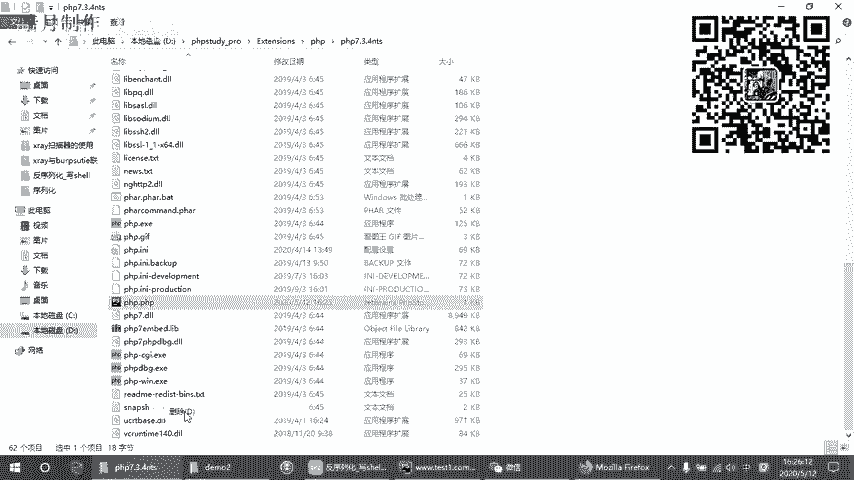 php7.3.4nts
月制作
此电脑 > 本地磁盘 (D:) > phpstudy_pro > Extensions > php > php7.3.4nts
名称 修改日期 类型 大小
快速访问
桌面
下载
文档
图片
xray扫描器的使用
xray与burpsutie联
反序列化_写shell
序列化
此电脑
视频
图片
文档
下载
音乐
桌面
本地磁盘 (C:)
本地磁盘 (D:)
网络
libenchant.dll 2019/4/3 6:45 应用程序扩展 47 KB
libpq.dll 2019/4/3 6:45 应用程序扩展 186 KB
libsasl.dll 2019/4/3 6:45 应用程序扩展 106 KB
libsodium.dll 2019/4/3 6:45 应用程序扩展 294 KB
libssh2.dll 2019/4/3 6:45 应用程序扩展 221 KB
libssl-1_1-x64.dll 2019/4/3 6:45 应用程序扩展 666 KB
license.txt 2019/4/3 6:45 文本文档 4 KB
news.txt 2019/4/3 6:45 文本文档 62 KB
nghttp2.dll 2019/4/3 6:45 应用程序扩展 193 KB
phar.phar.bat 2019/4/3 6:53 Windows 批处理... 1 KB
pharcommand.phar 2019/4/3 6:53 PHAR 文件 52 KB
php.exe 2019/4/3 6:44 应用程序 125 KB
php.gif 2019/4/3 6:45 GIF 图片... 3 KB
php.ini 2020/4/14 13:49 配置设置 69 KB
php.ini.backup 2019/4/13 9:50 BACKUP 文件 72 KB
php.ini-development 2019/7/3 16:03 INI-DEVELOPME... 72 KB
php.ini-production 2019/9/3 16:01 INI-PRODUCTIO... 73 KB
php.php
php7.dll 2019/4/3 6:44 应用程序扩展 8,949 KB
php7embed.lib 2019/4/3 6:44 Object File Library 842 KB
php7phpdbg.dll 2019/4/3 6:44 应用程序扩展 293 KB
php-cgi.exe 2019/4/3 6:44 应用程序 69 KB
phpdbg.exe 2019/4/3 6:44 应用程序 295 KB
php-win.exe 2019/4/3 6:44 应用程序 37 KB
readme-redist-bins.txt 2019/4/3 6:45 文本文档 25 KB
snapsh 6:45 文本文档 2 KB
删除(D)
ucrtbase.dll 2019/4/1 16:24 应用程序扩展 971 KB
vcruntime140.dll 2018/11/20 9:38 应用程序扩展 84 KB
62 个项目 选中 1 个项目 18 字节
php7.3.4nts demo2 反序列化_写shel... www.test1.com... 微信 Mozilla Firefox 中
16:26:12
2020/5/12